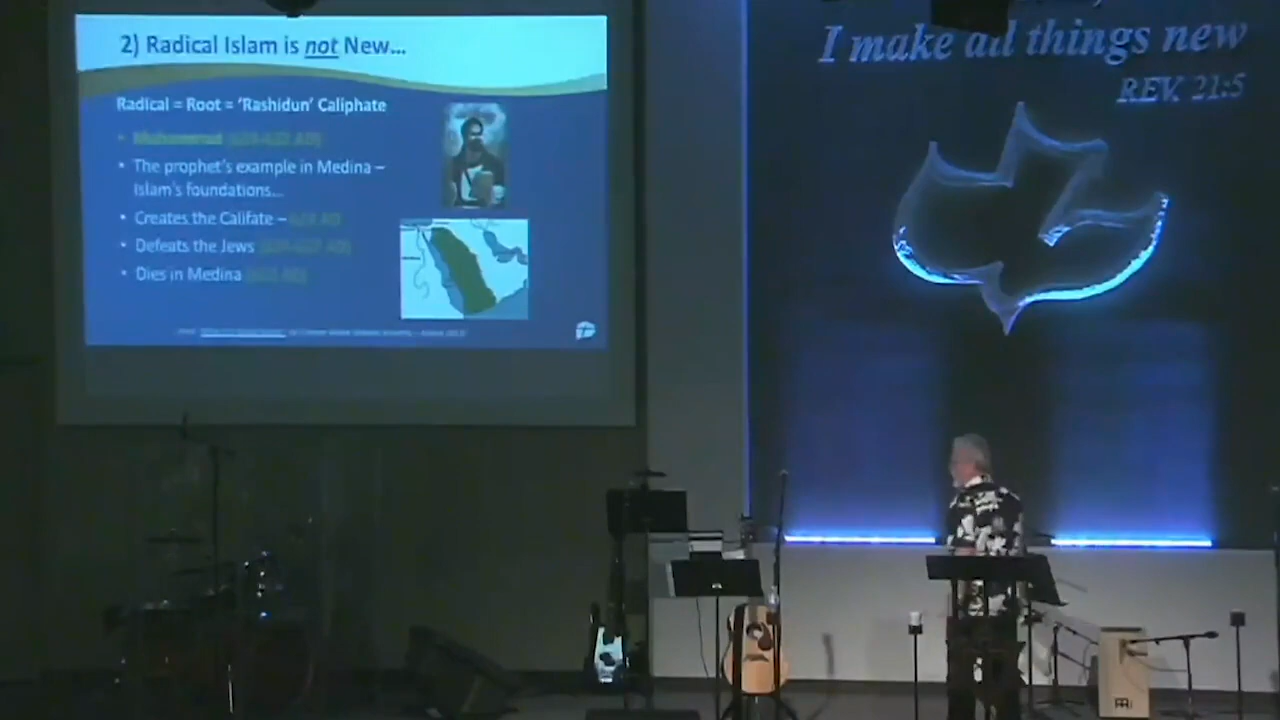 2) Radical Islam is not New...
Radical = Root = 'Rashidun' Caliphate
• The prophet's example in Medina –
Islam's foundations...
• Creates the Califate –
• Defeats the Jews
• Dies in Medina
I make all things new
REV. 21:5